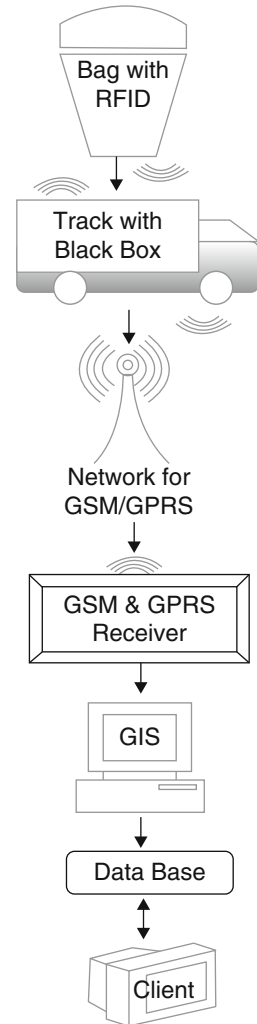 Bag with
RFID
Track with
Black Box
Network for
GSM/GPRS
GSM & GPRS
Receiver
GIS
Data Base
Client